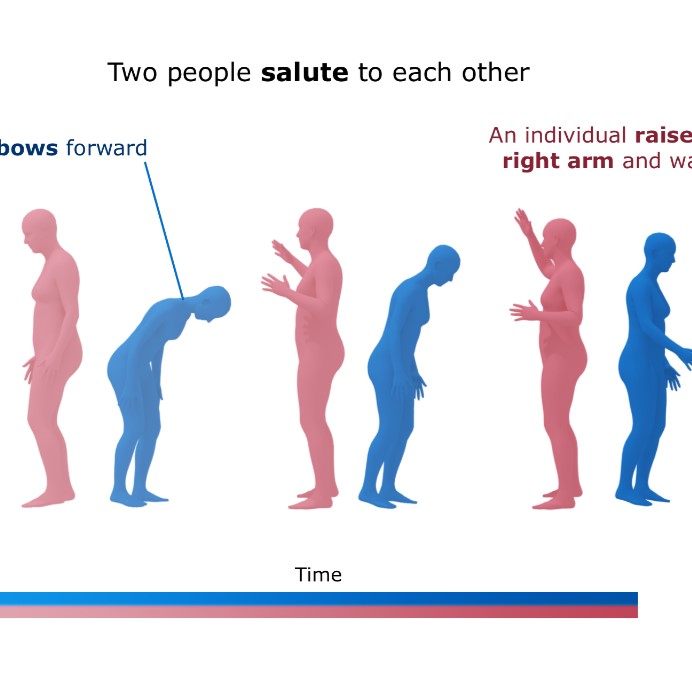 Two people salute to each other
bows forward
An individual raise
right arm and wa
Time